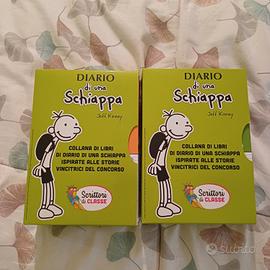 DIARIO
di una
Schiappa
Jeff Kinney
COLLANA DI LIBRI
DI DIARIO DI UNA SCHIAPPA
ISPIRATE ALLE STORIE
VINCITRICI DEL CONCORSO
Scrittori
di CLASSE
DIARIO
di una
Schiappa
Jeff Kinney
COLLANA DI LIBRI
DI DIARIO DI UNA SCHIAPPA
ISPIRATE ALLE STORIE
VINCITRICI DEL CONCORSO
Scrittori
di CLASSE
subito